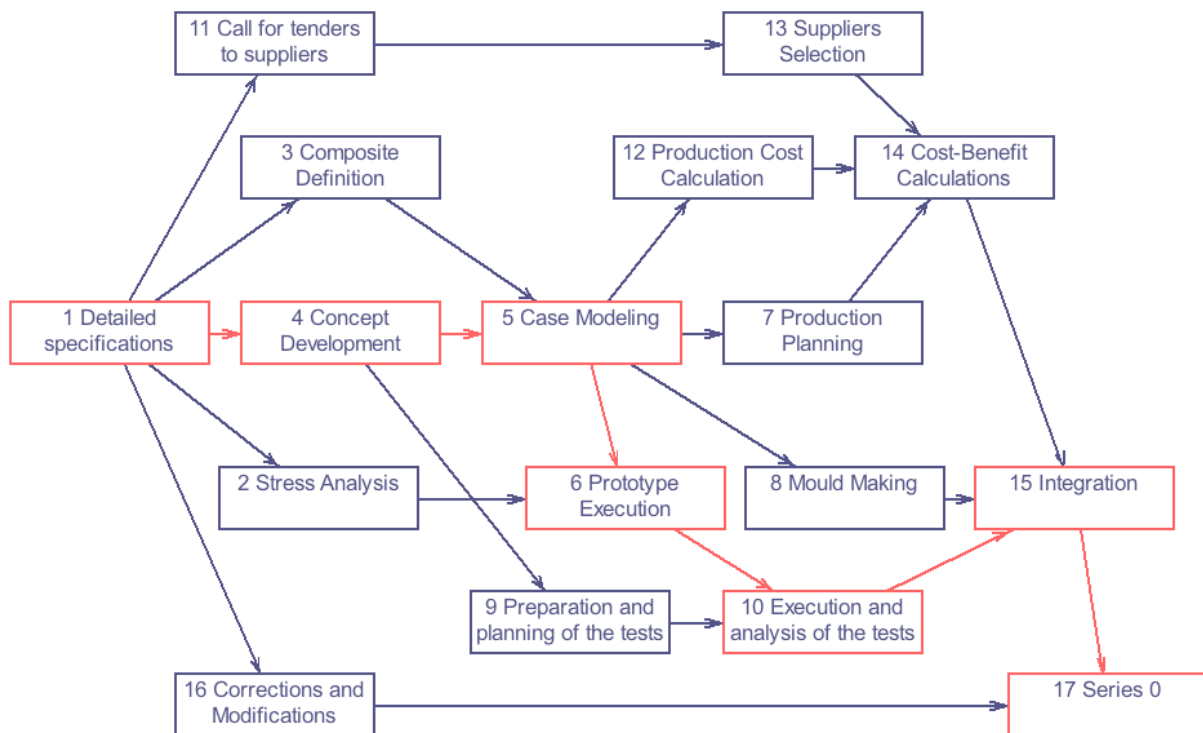 11 Call for tenders
to suppliers
13 Suppliers
Selection
3 Composite
Definition
12 Production Cost
Calculation
14 Cost-Benefit
Calculations
1 Detailed
specifications
4 Concept
Development
5 Case Modeling
7 Production
Planning
2 Stress Analysis
6 Prototype
Execution
8 Mould Making
15 Integration
9 Preparation and
planning of the tests
10 Execution and
analysis of the tests
16 Corrections and
Modifications
17 Series 0